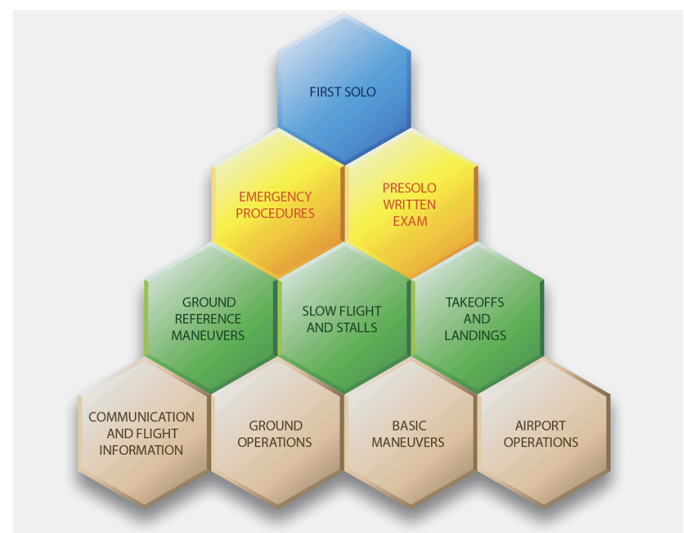 FIRST SOLO
EMERGENCY
PROCEDURES
PRESOLO
WRITTEN
EXAM
GROUND
REFERENCE
MANEUVERS
SLOW FLIGHT
AND STALLS
TAKEOFFS
AND
LANDINGS
COMMUNICATION
AND FLIGHT
INFORMATION
GROUND
OPERATIONS
BASIC
MANEUVERS
AIRPORT
OPERATIONS